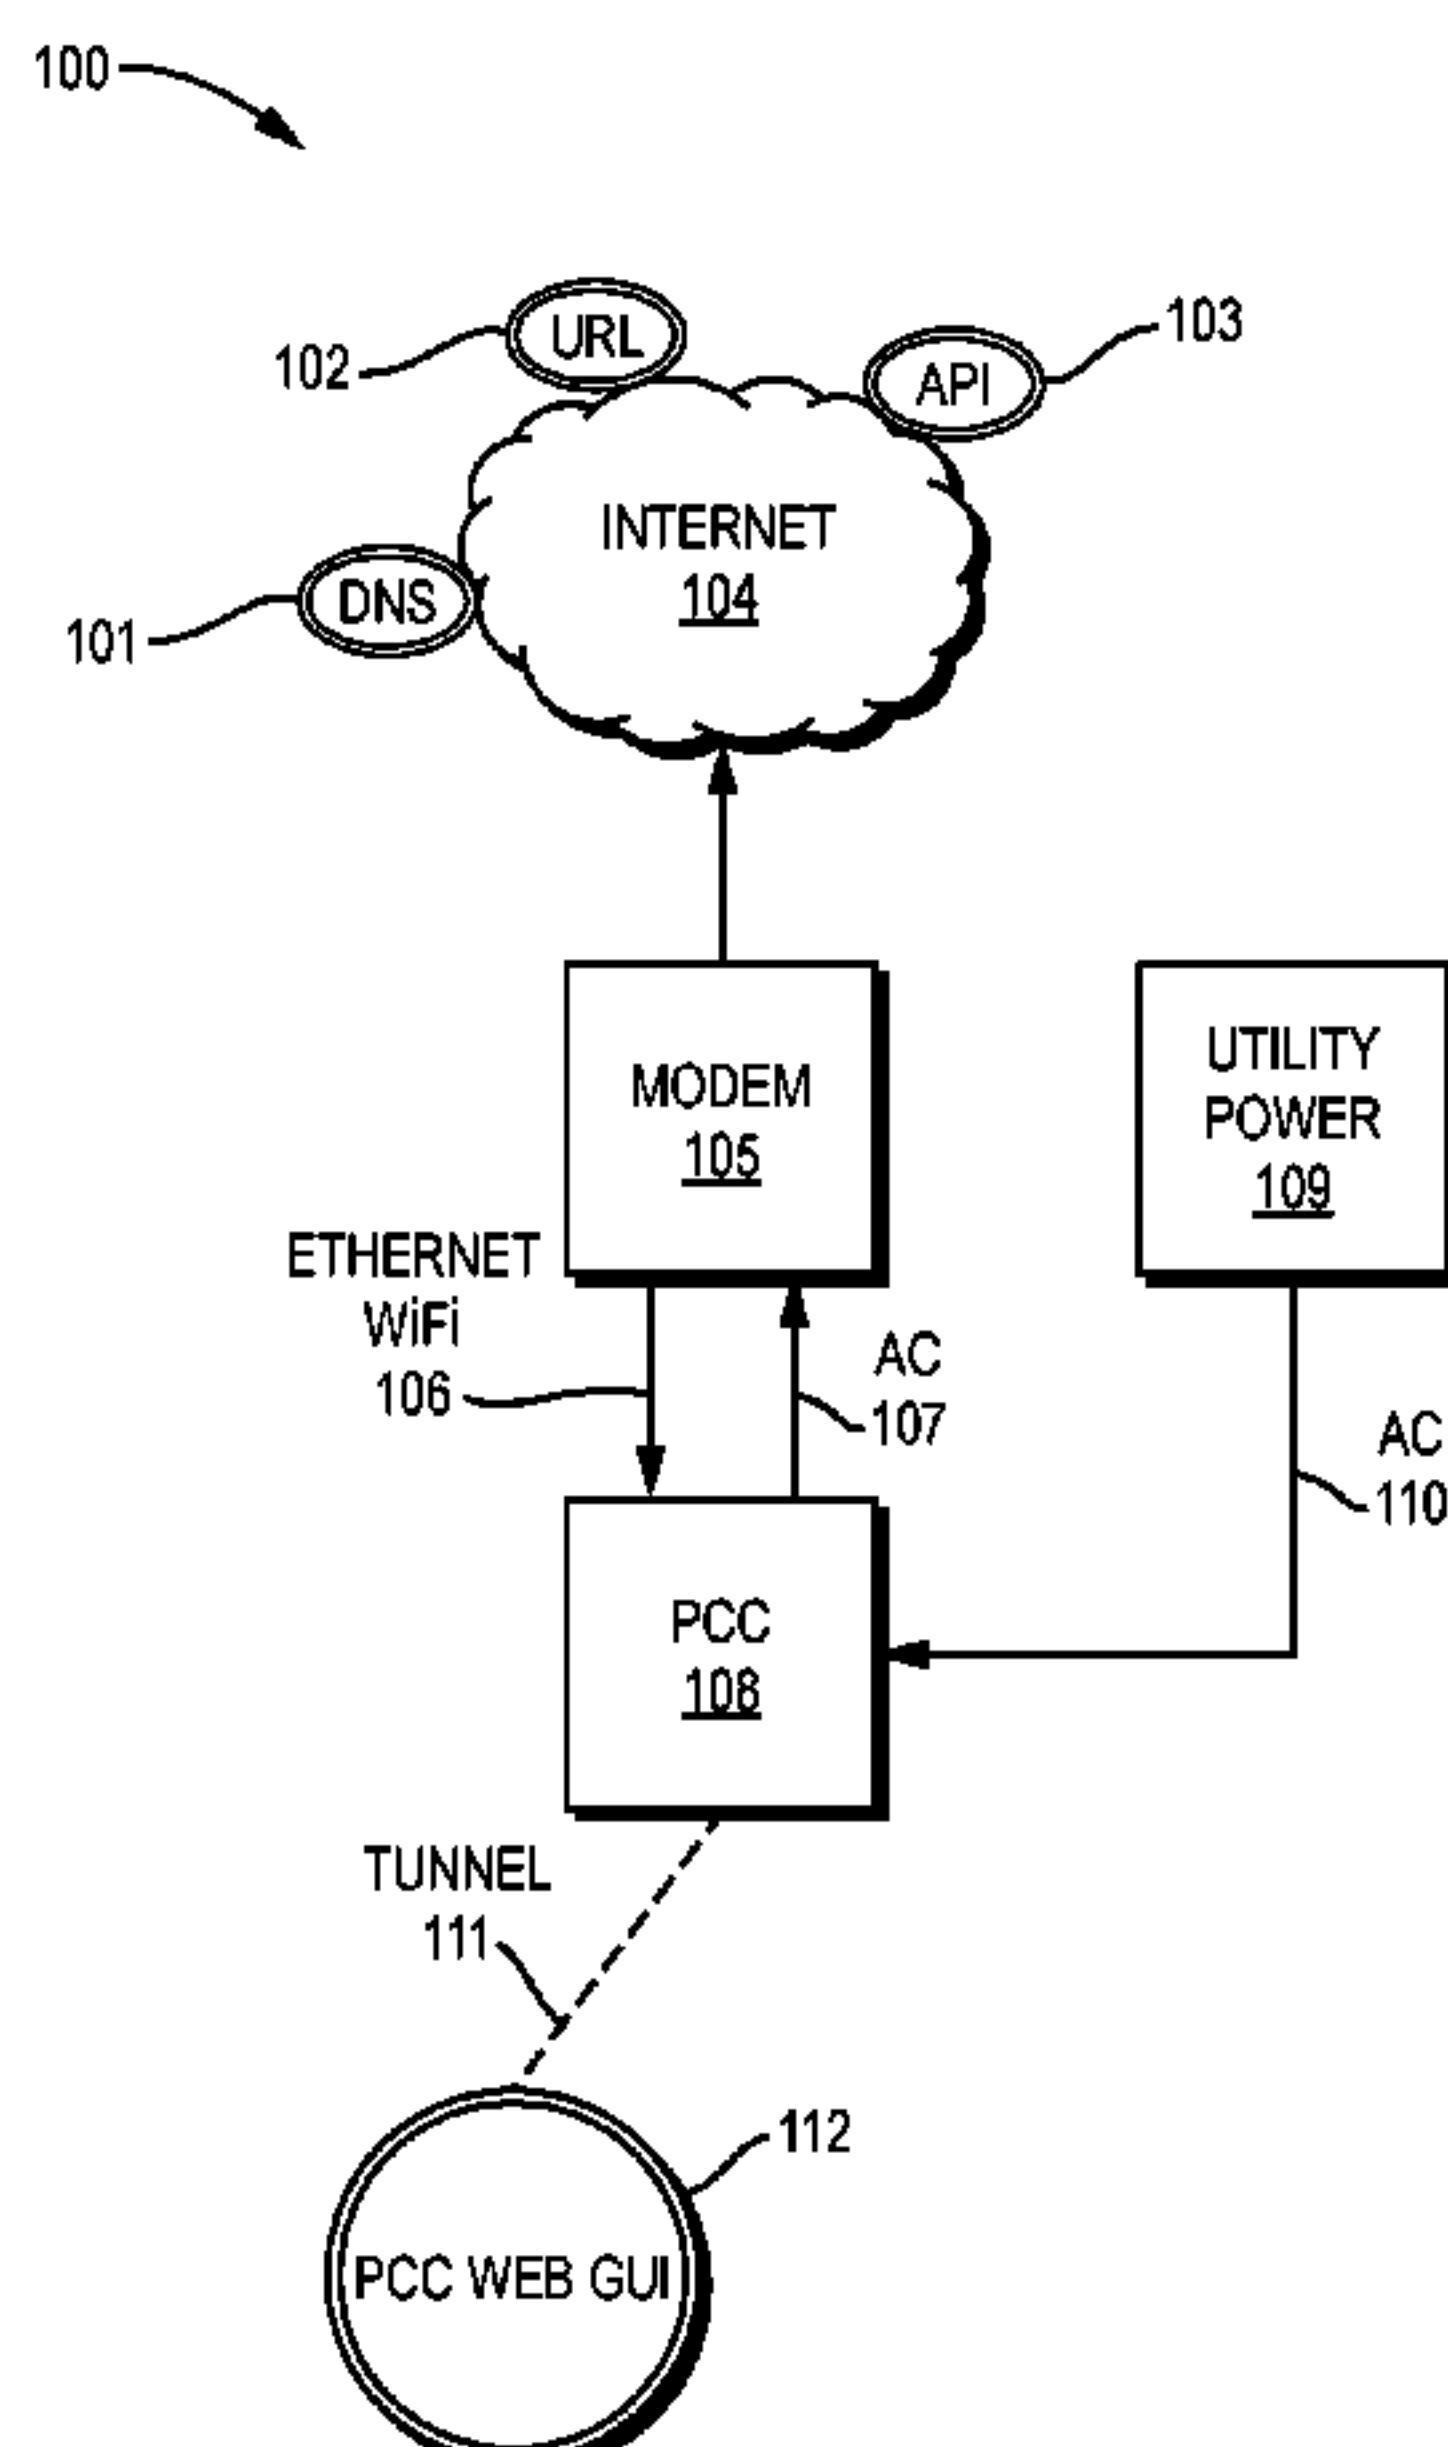 100
102
URL
103
API
INTERNET
104
101
DNS
MODEM
105
UTILITY
POWER
109
ETHERNET
WiFi
106
AC
107
AC
110
PCC
108
TUNNEL
111
112
PCC WEB GUI